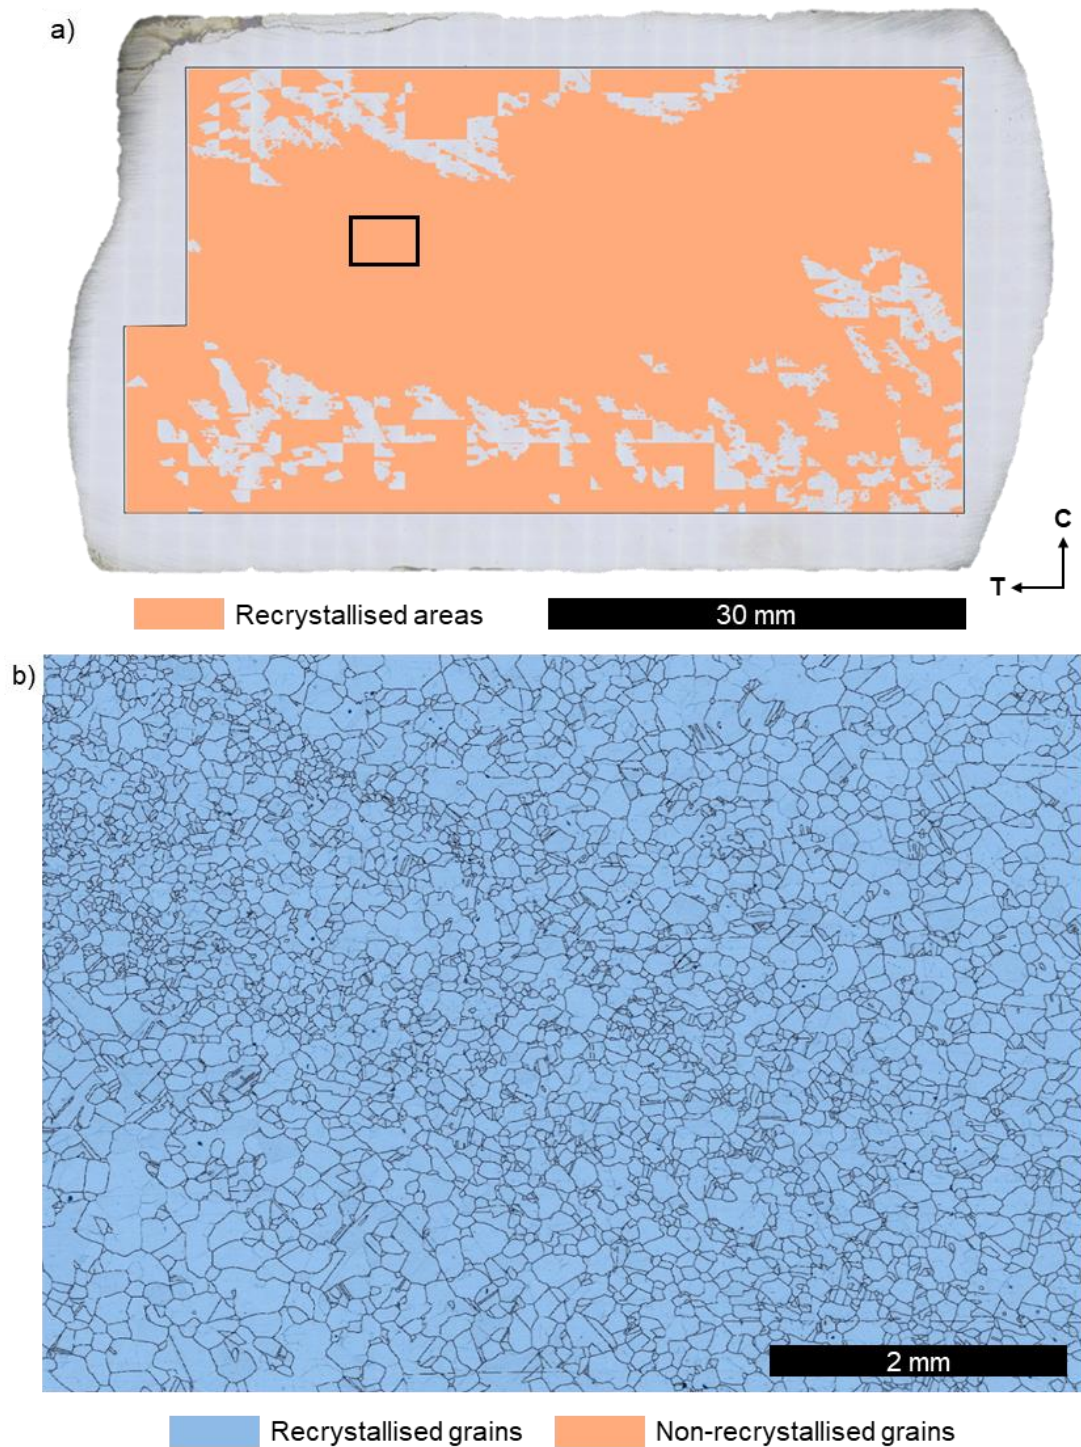 a)
C
T
Recrystallised areas
30 mm
b)
2 mm
Recrystallised grains
Non-recrystallised grains